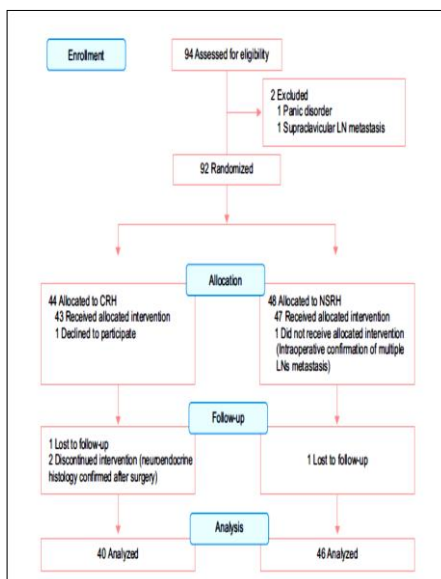 Enrollment
94 Assessed for eligibility
2 Excluded
1 Panic disorder
1 Supraclavicular LN metastasis
92 Randomized
Allocation
44 Allocated to CRH
43 Received allocated intervention
1 Declined to participate
48 Allocated to NSRH
47 Received allocated intervention
1 Did not receive allocated intervention
(Intraoperative confirmation of multiple
LNs metastasis)
Follow-up
1 Lost to follow-up
2 Discontinued intervention (neuroendocrine
histology confirmed after surgery)
1 Lost to follow-up
Analysis
40 Analyzed
46 Analyzed